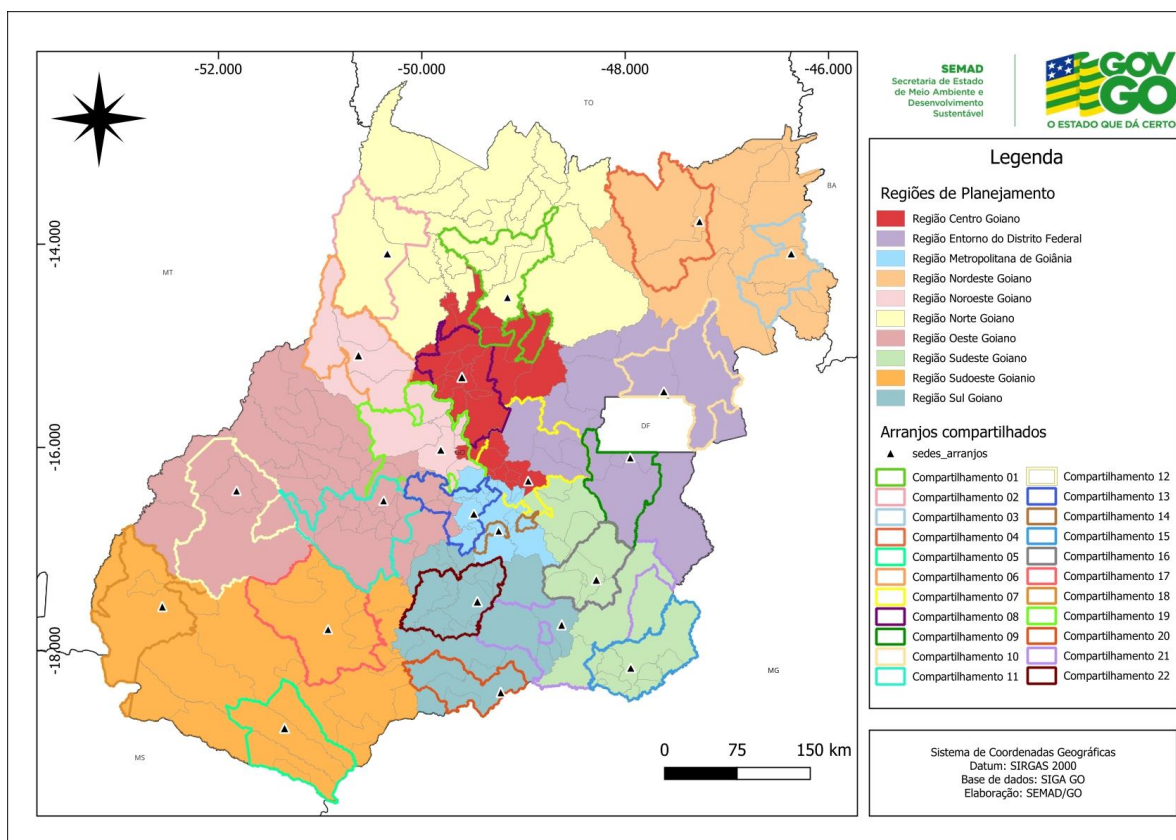 -52.000
-50.000
-48.000
-46.000
-14.000
-16.000
-18.000
TO
BA
MT
DF
MG
MS
0 75 150 km
SEMAD
Secretaria de Estado
de Meio Ambiente e
Desenvolvimento
Sustentável
GOV
GO
O ESTADO QUE DÁ CERTO
Legenda
Regiões de Planejamento
Região Centro Goiano
Região Entorno do Distrito Federal
Região Metropolitana de Goiânia
Região Nordeste Goiano
Região Noroeste Goiano
Região Norte Goiano
Região Oeste Goiano
Região Sudeste Goiano
Região Sudoeste Goianio
Região Sul Goiano
Arranjos compartilhados
sedes_arranjos
Compartilhamento 01
Compartilhamento 02
Compartilhamento 03
Compartilhamento 04
Compartilhamento 05
Compartilhamento 06
Compartilhamento 07
Compartilhamento 08
Compartilhamento 09
Compartilhamento 10
Compartilhamento 11
Compartilhamento 12
Compartilhamento 13
Compartilhamento 14
Compartilhamento 15
Compartilhamento 16
Compartilhamento 17
Compartilhamento 18
Compartilhamento 19
Compartilhamento 20
Compartilhamento 21
Compartilhamento 22
Sistema de Coordenadas Geográficas
Datum: SIRGAS 2000
Base de dados: SIGA GO
Elaboração: SEMAD/GO